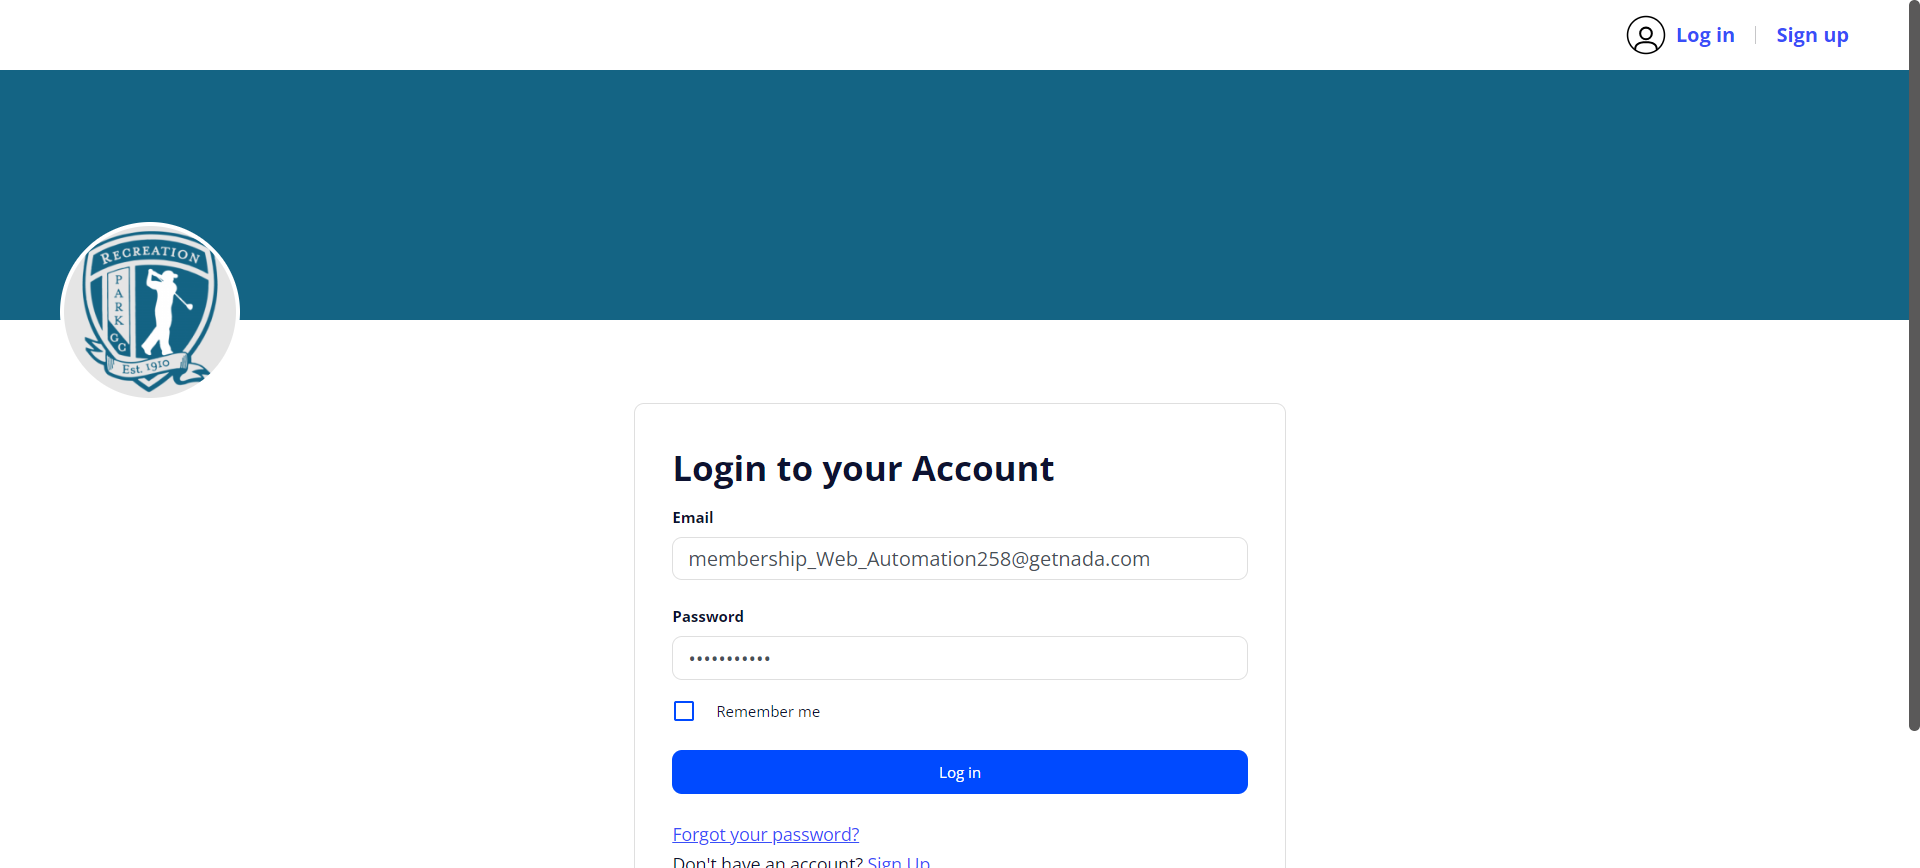 Log in
Sign up
RECREATION
PARK GC
Est. 1910
Login to your Account
Email
membership_Web_Automation258@getnada.com
Password
•••••••••••
Remember me
Log in
Forgot your password?
Don't have an account? Sign Up